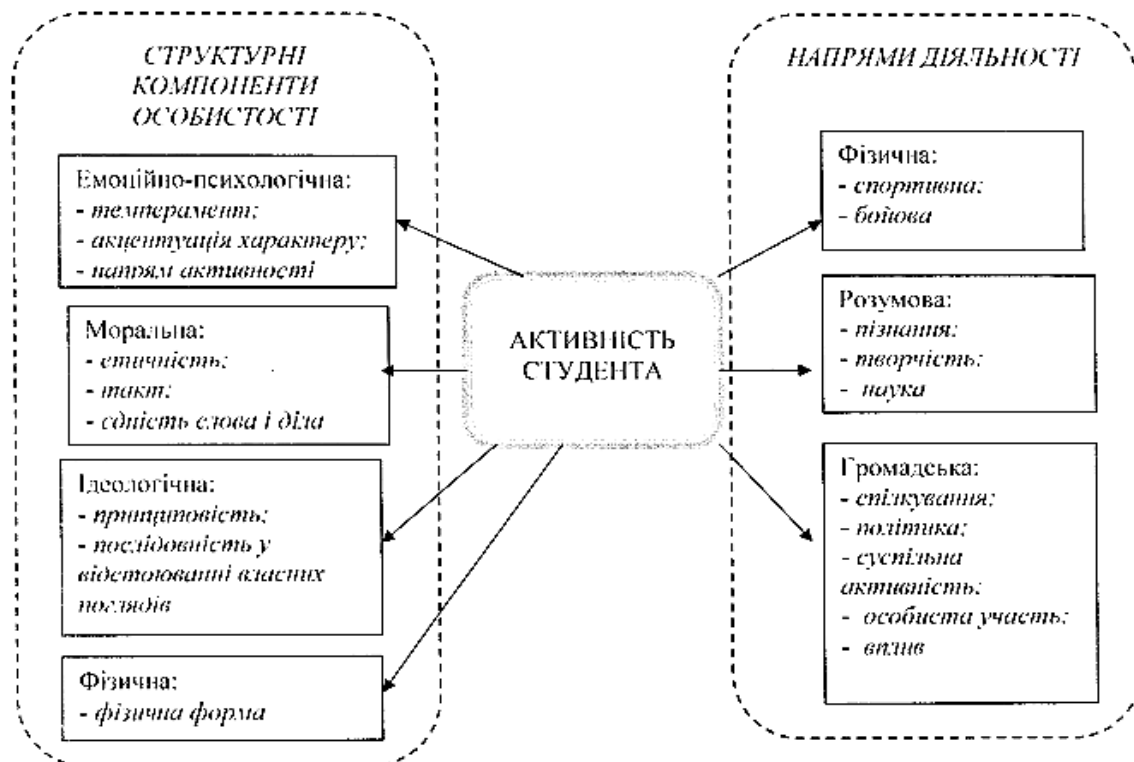 СТРУКТУРНІ
КОМПОНЕНТИ
ОСОБИСТОСТІ
Емоційно-психологічна:
- темперамент;
- акцентуація характеру;
- напрям активності
Моральна:
- етичність;
- такт;
- єдність слова і діла
Ідеологічна:
- принциповість;
- послідовність у
відстоюванні власних
поглядів
Фізична:
- фізична форма
АКТИВНІСТЬ
СТУДЕНТА
НАПРЯМИ ДІЯЛЬНОСТІ
Фізична:
- спортивна;
- бойова
Розумова:
- пізнання;
- творчість;
- наука
Громадська:
- спілкування;
- політика;
- суспільна
активність;
- особиста участь;
- вплив